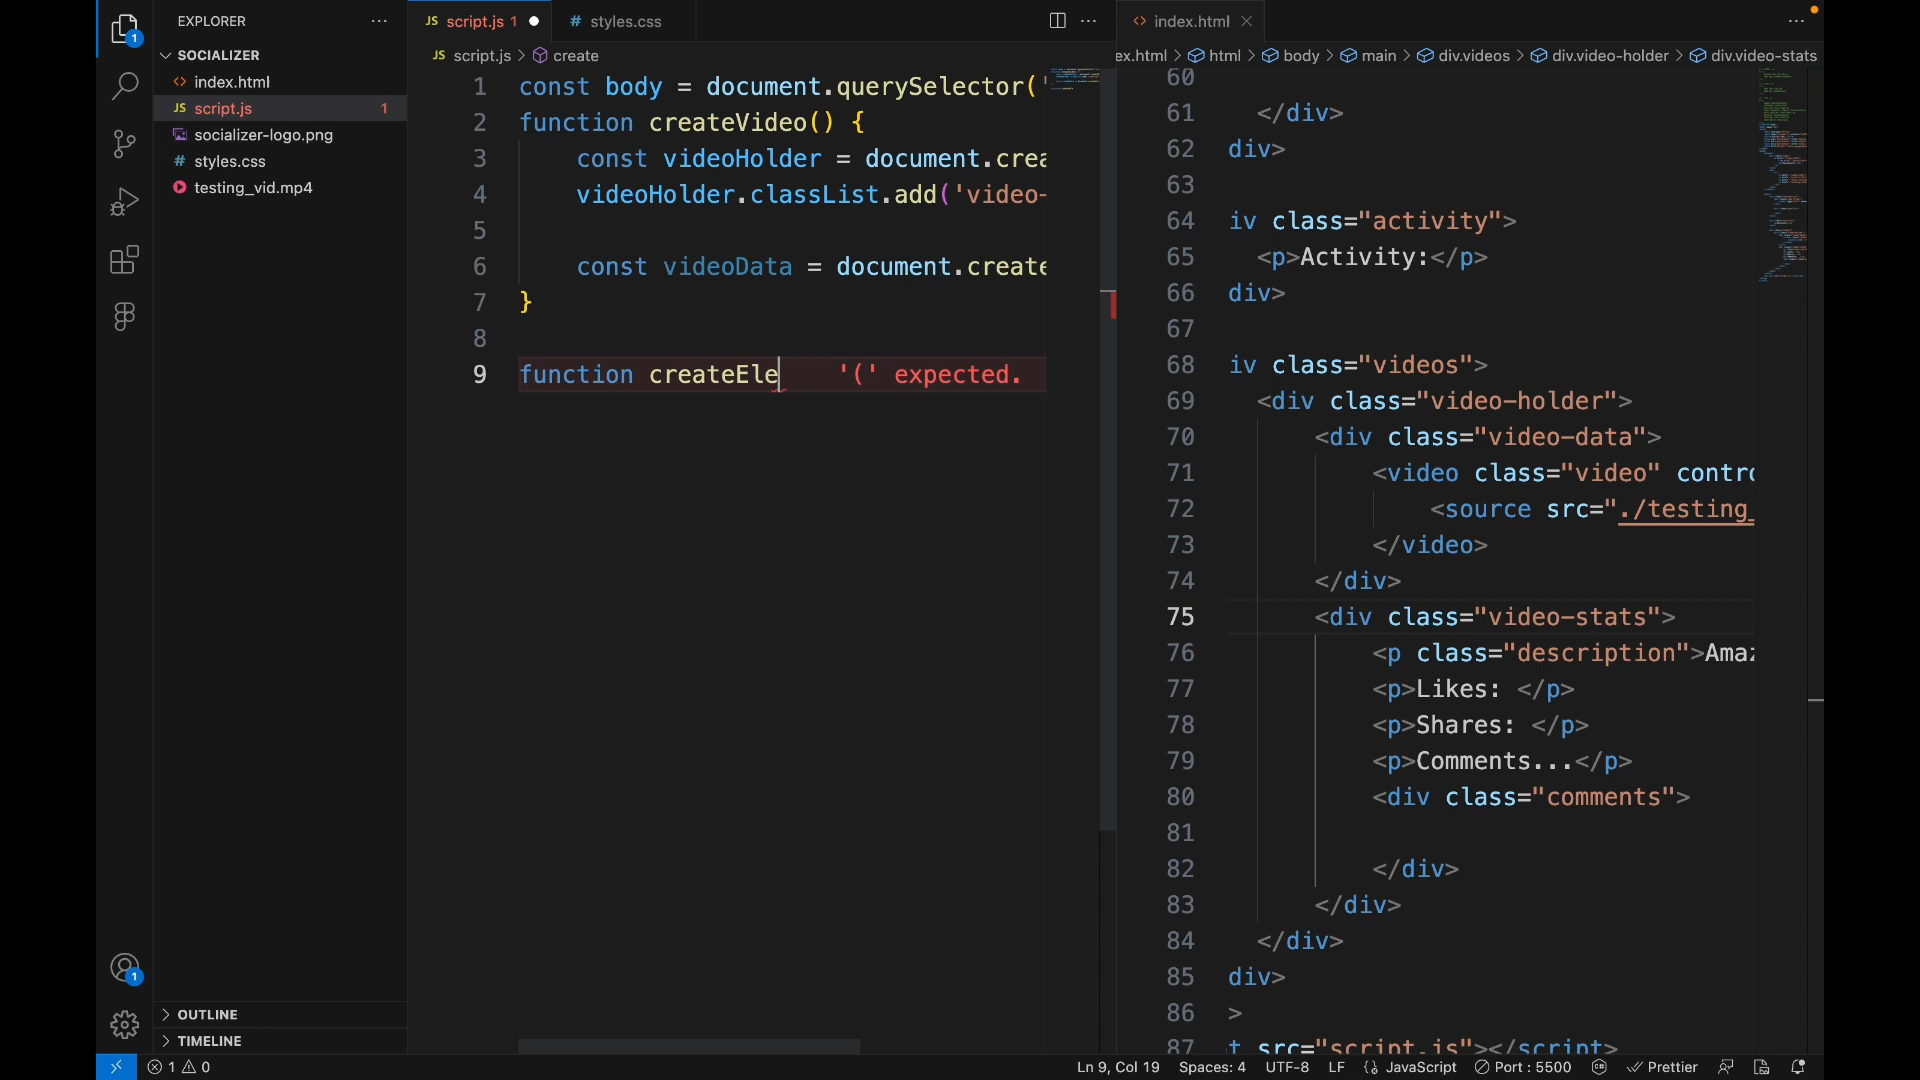 EXPLORER
SOCIALIZER
index.html
JS script.js 1
socializer-logo.png
# styles.css
testing_vid.mp4
OUTLINE
TIMELINE
JS script.js 1
# styles.css
JS script.js > create
1 const body = document.querySelector('
2 function createVideo() {
3 const videoHolder = document.crea
4 videoHolder.classList.add('video-
5
6 const videoData = document.create
7 }
8
9 function createEle '(' expected.
<> index.html
ex.html > html > body > main > div.videos > div.video-holder > div.video-stats
60
61 </div>
62 div>
63
64 iv class="activity">
65 <p>Activity:</p>
66 div>
67
68 iv class="videos">
69 <div class="video-holder">
70 <div class="video-data">
71 <video class="video" contro
72 <source src="./testing_
73 </video>
74 </div>
75 <div class="video-stats">
76 <p class="description">Amaz
77 <p>Likes: </p>
78 <p>Shares: </p>
79 <p>Comments...</p>
80 <div class="comments">
81
82 </div>
83 </div>
84 </div>
85 div>
86 >
87 t src="script.js"></script>
1 0
Ln 9, Col 19 Spaces: 4 UTF-8 LF {} JavaScript Port : 5500 Prettier